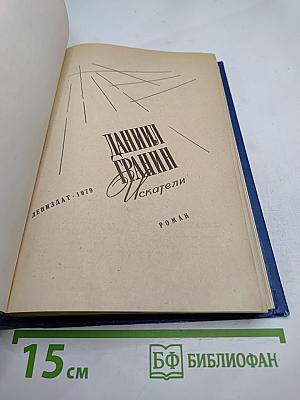 ДАНИИЛ
ГРАНИН
Искатели
ЛЕНИЗДАТ · 1979
РОМАН
15 см
БФ БИБЛИОФАН